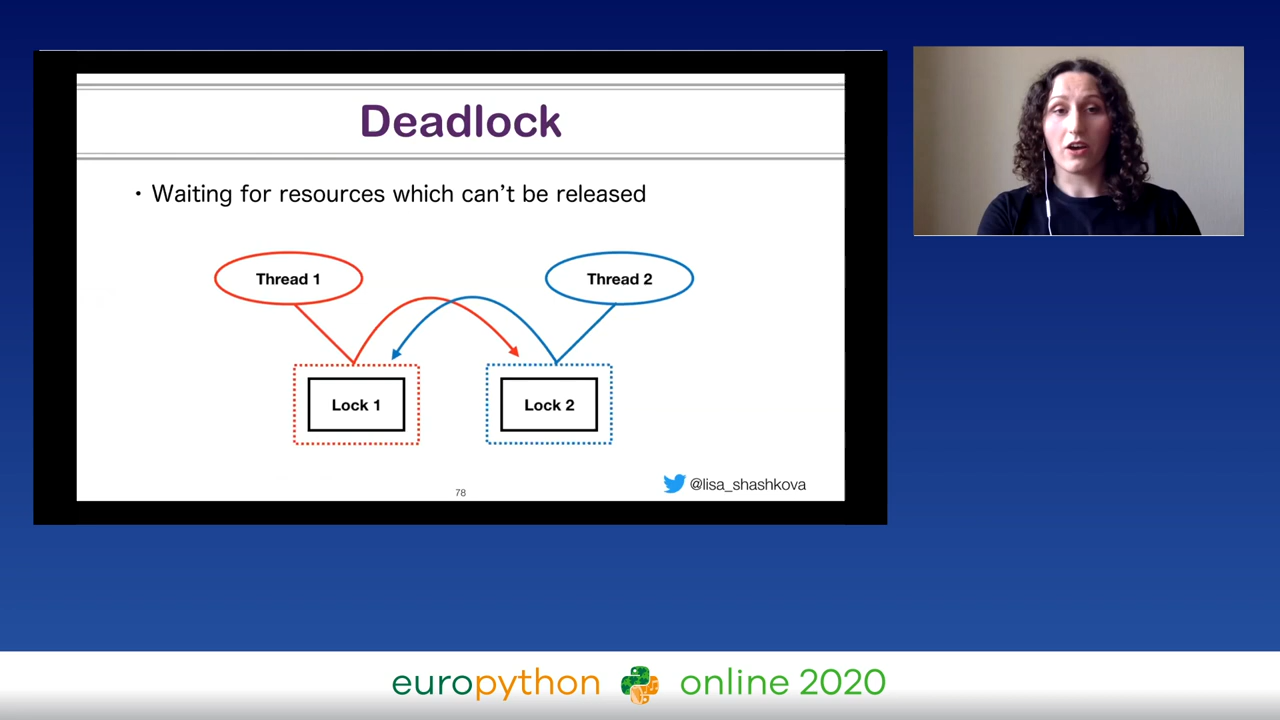 Deadlock
• Waiting for resources which can't be released
Thread 1
Thread 2
Lock 1
Lock 2
78
@lisa_shashkova
europython online 2020